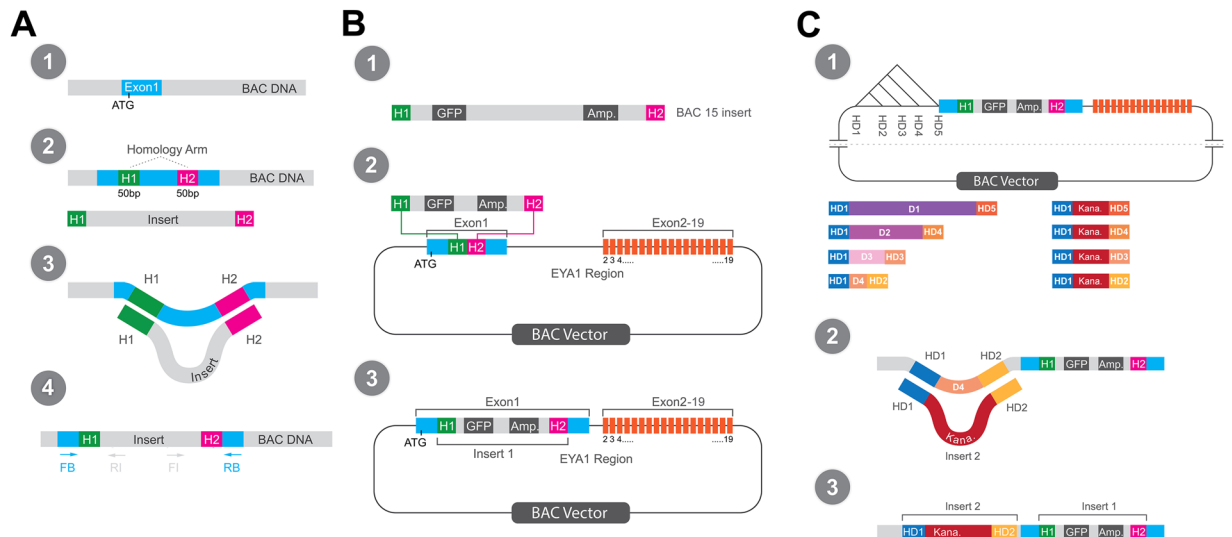 A
1
Exon1
BAC DNA
ATG
2
Homology Arm
H1
H2
BAC DNA
50bp
50bp
H1
Insert
H2
3
H1
H2
H1
H2
Insert
4
H1
Insert
H2
BAC DNA
FB
RI
FI
RB
B
1
H1
GFP
Amp.
H2
BAC 15 insert
2
H1
GFP
Amp.
H2
Exon1
Exon2-19
H1
H2
ATG
2 3 4.....
.....19
EYA1 Region
BAC Vector
3
Exon1
Exon2-19
H1
GFP
Amp.
H2
ATG
2 3 4.....
.....19
Insert 1
EYA1 Region
BAC Vector
C
1
H1
GFP
Amp.
H2
HD1
HD2
HD3
HD4
HD5
BAC Vector
HD1
D1
HD5
HD1
Kana.
HD5
HD1
D2
HD4
HD1
Kana.
HD4
HD1
D3
HD3
HD1
Kana.
HD3
HD1
D4
HD2
HD1
Kana.
HD2
2
HD1
HD2
D4
H1
GFP
Amp.
H2
HD1
HD2
Kana.
Insert 2
3
Insert 2
Insert 1
HD1
Kana.
HD2
H1
GFP
Amp.
H2